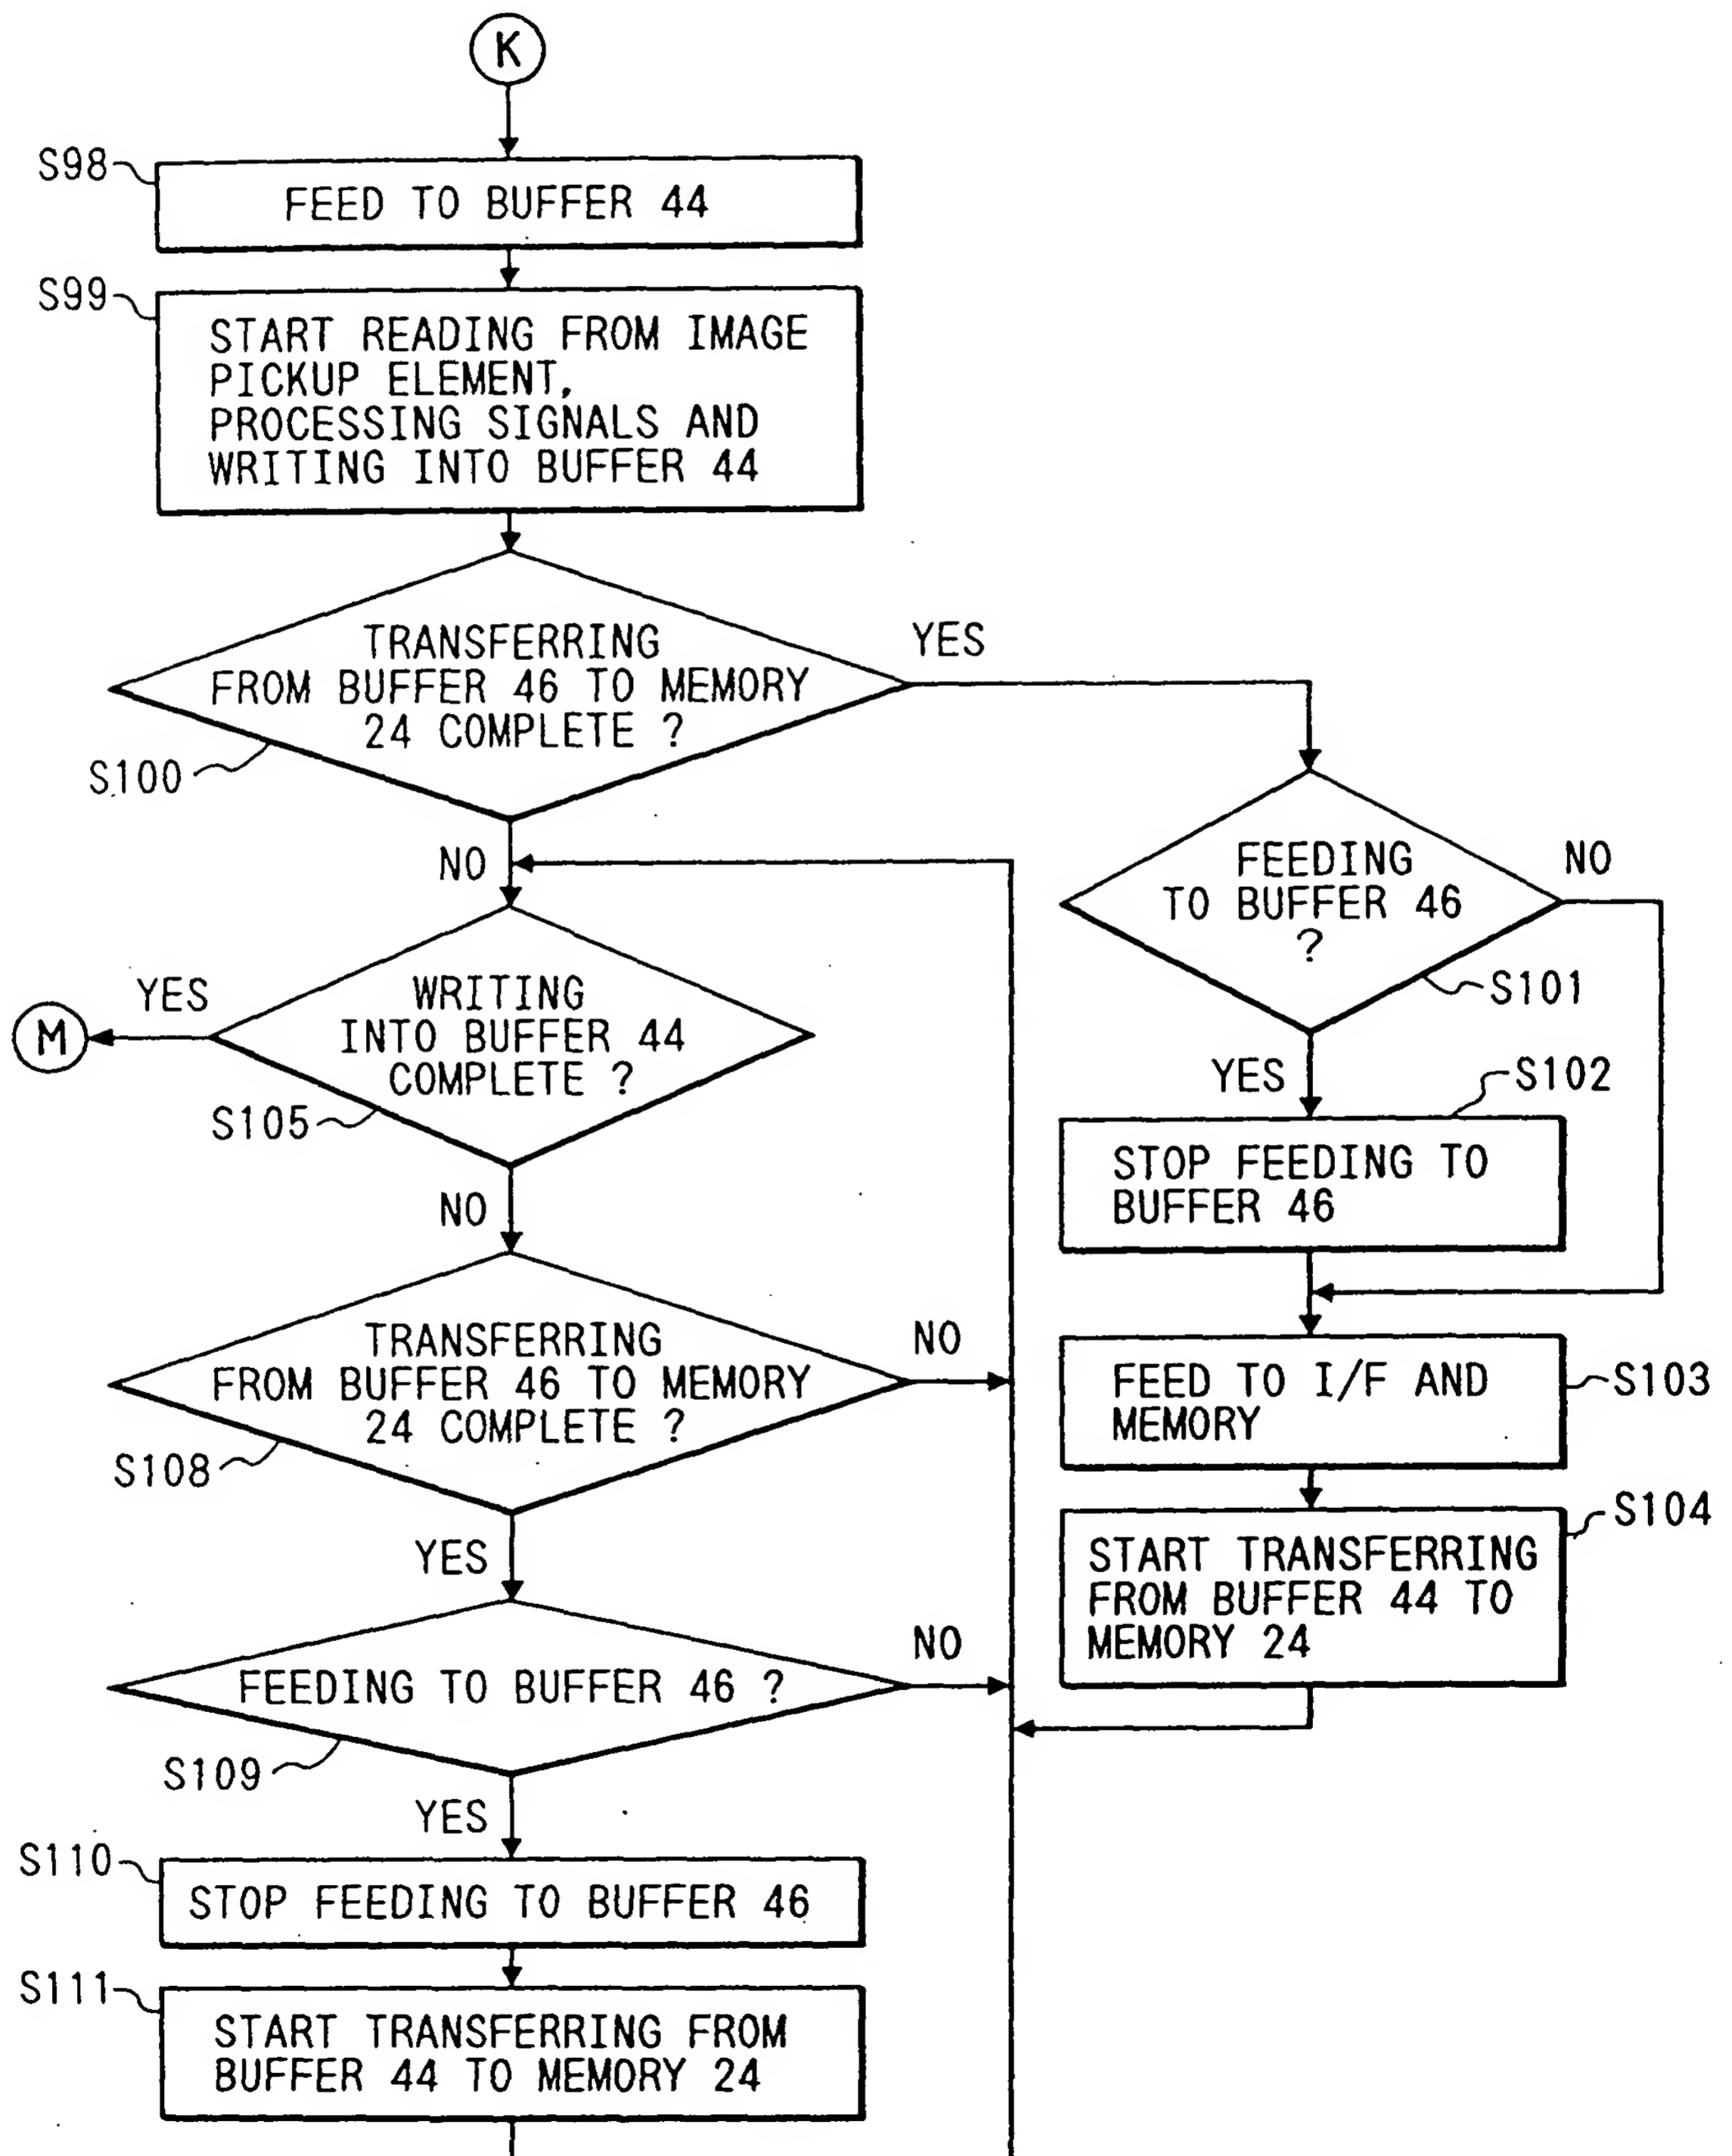 K
S98
FEED TO BUFFER 44
S99
START READING FROM IMAGE
PICKUP ELEMENT,
PROCESSING SIGNALS AND
WRITING INTO BUFFER 44
TRANSFERRING
FROM BUFFER 46 TO MEMORY
24 COMPLETE ?
YES
S100
NO
FEEDING
TO BUFFER 46
?
NO
S101
YES
S102
STOP FEEDING TO
BUFFER 46
FEED TO I/F AND
MEMORY
S103
S104
START TRANSFERRING
FROM BUFFER 44 TO
MEMORY 24
WRITING
INTO BUFFER 44
COMPLETE ?
YES
M
S105
NO
TRANSFERRING
FROM BUFFER 46 TO MEMORY
24 COMPLETE ?
NO
S108
YES
FEEDING TO BUFFER 46 ?
NO
S109
YES
S110
STOP FEEDING TO BUFFER 46
S111
START TRANSFERRING FROM
BUFFER 44 TO MEMORY 24